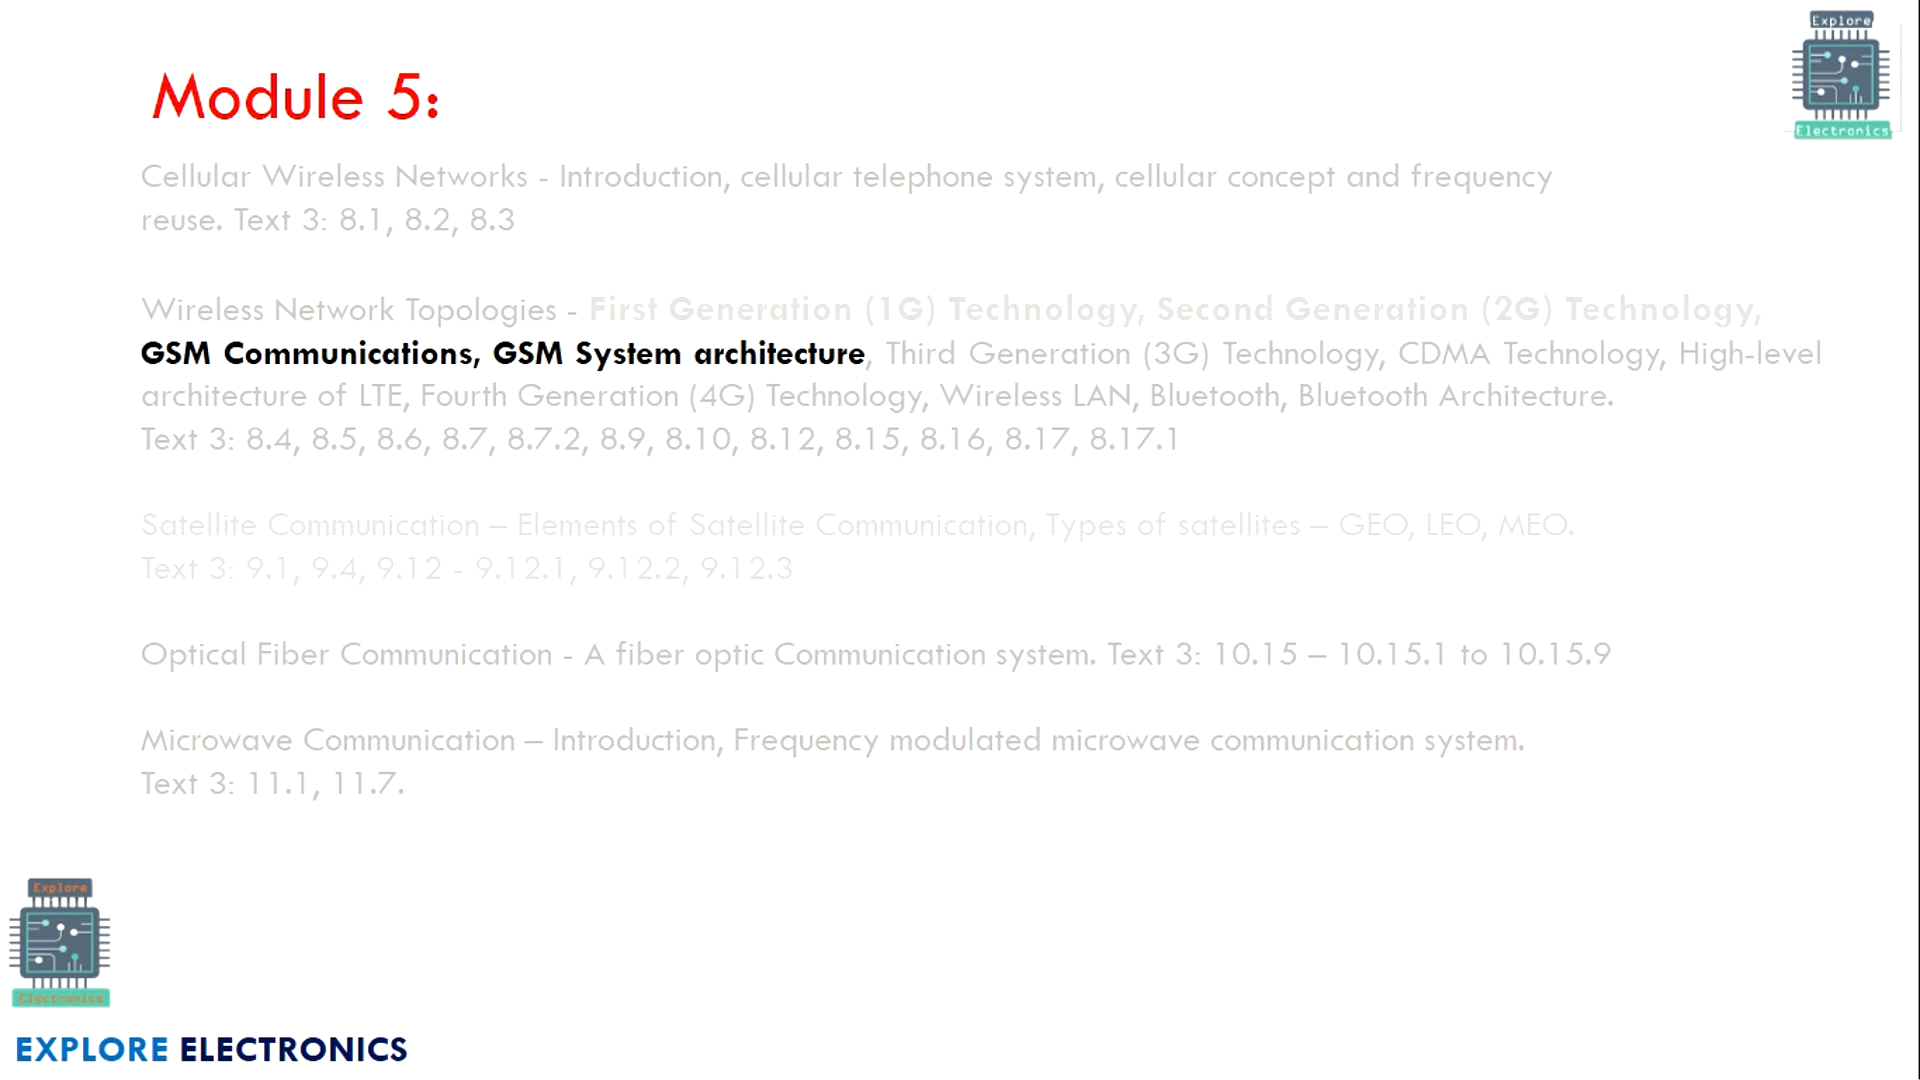 Explore
Electronics
Module 5:
Cellular Wireless Networks - Introduction, cellular telephone system, cellular concept and frequency
reuse. Text 3: 8.1, 8.2, 8.3
Wireless Network Topologies - First Generation (1G) Technology, Second Generation (2G) Technology,
GSM Communications, GSM System architecture, Third Generation (3G) Technology, CDMA Technology, High-level
architecture of LTE, Fourth Generation (4G) Technology, Wireless LAN, Bluetooth, Bluetooth Architecture.
Text 3: 8.4, 8.5, 8.6, 8.7, 8.7.2, 8.9, 8.10, 8.12, 8.15, 8.16, 8.17, 8.17.1
Satellite Communication – Elements of Satellite Communication, Types of satellites – GEO, LEO, MEO.
Text 3: 9.1, 9.4, 9.12 - 9.12.1, 9.12.2, 9.12.3
Optical Fiber Communication - A fiber optic Communication system. Text 3: 10.15 – 10.15.1 to 10.15.9
Microwave Communication – Introduction, Frequency modulated microwave communication system.
Text 3: 11.1, 11.7.
Explore
Electronics
EXPLORE ELECTRONICS